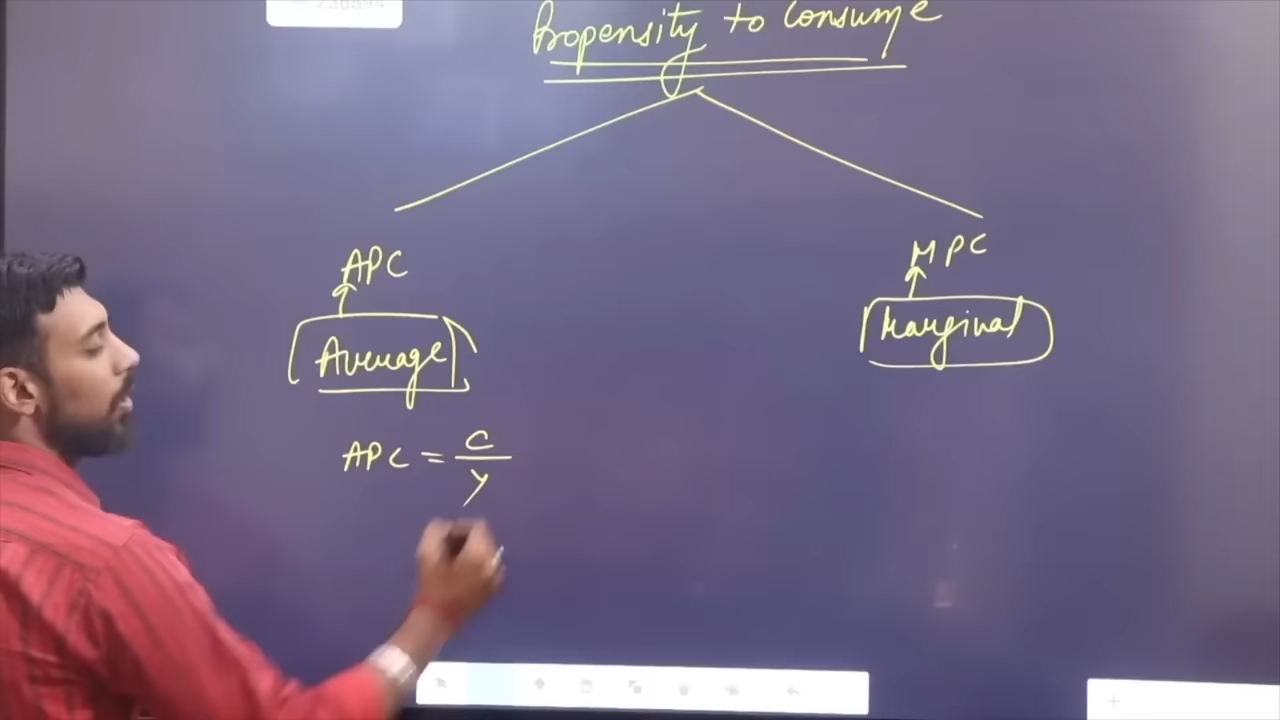 Propensity to Consume
APC
MPC
Average
Marginal
APC = C/Y